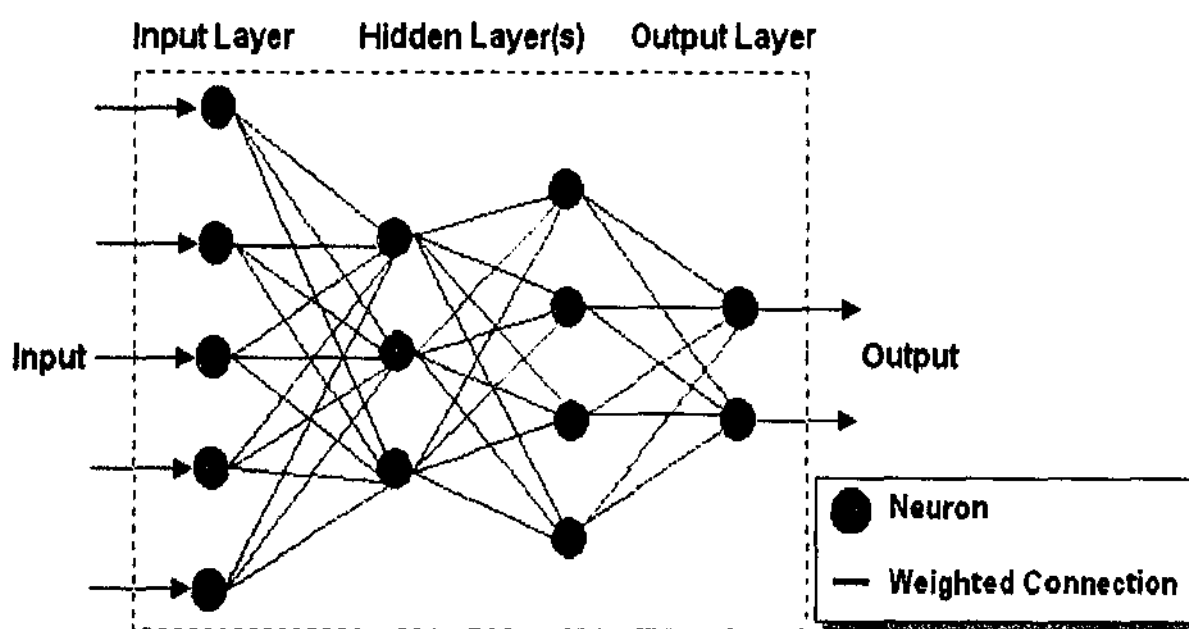 Input Layer
Hidden Layer(s)
Output Layer
Input
Output
Neuron
Weighted Connection